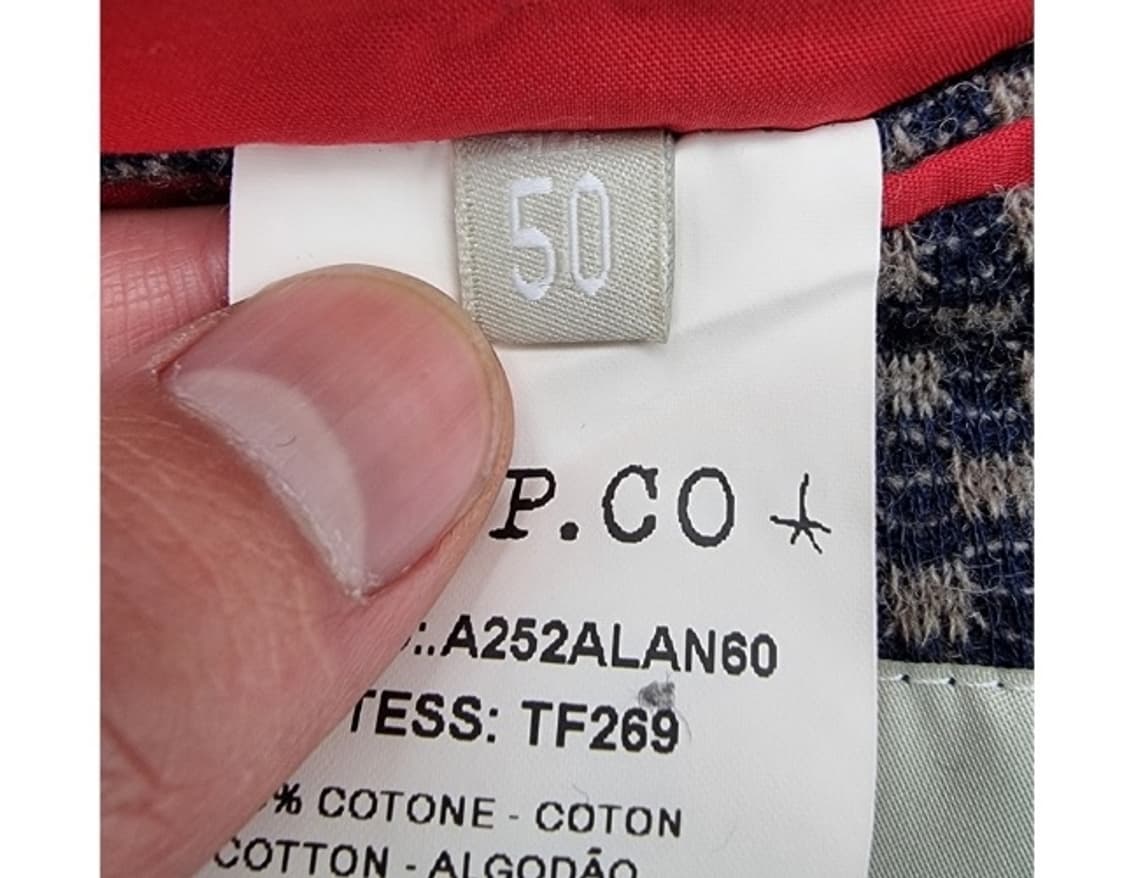 50
P.CO
:.A252ALAN60
TESS: TF269
% COTONE - COTON
COTTON - ALGODÃO